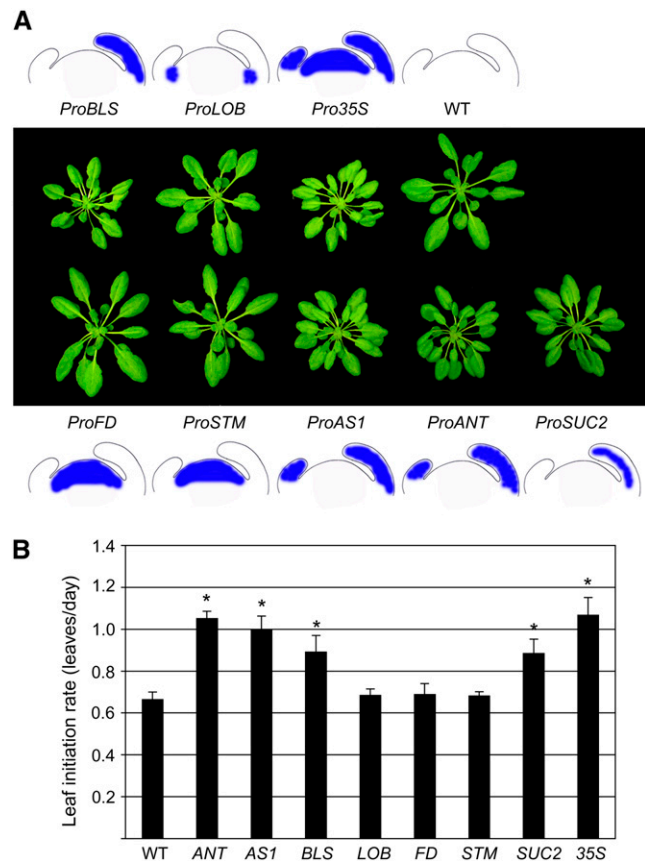 A
ProBLS ProLOB Pro35S WT
ProFD ProSTM ProAS1 ProANT ProSUC2
B
Leaf initiation rate (leaves/day)
1.4
1.2
1.0
0.8
0.6
0.4
0.2
* * * * *
WT ANT AS1 BLS LOB FD STM SUC2 35S